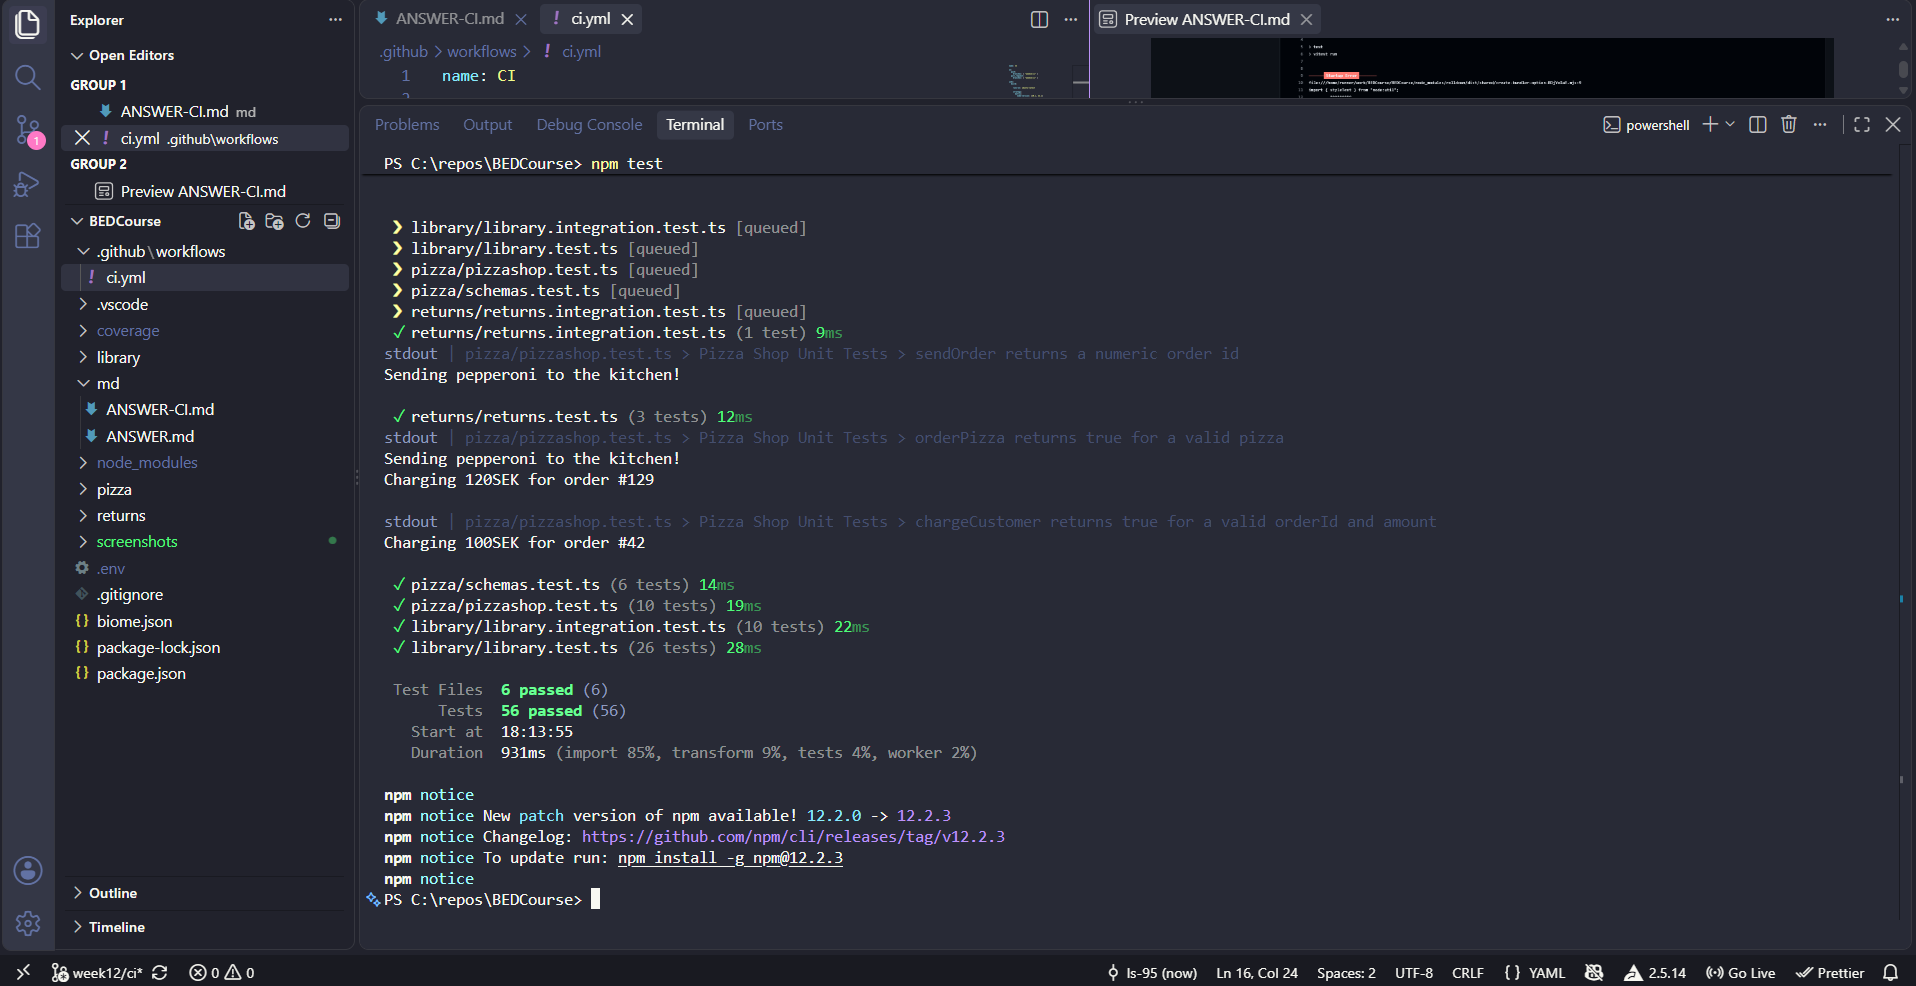 Explorer
Open Editors
GROUP 1
ANSWER-CI.md md
ci.yml .github\workflows
GROUP 2
Preview ANSWER-CI.md
BEDCourse
.github\workflows
ci.yml
.vscode
coverage
library
md
ANSWER-CI.md
ANSWER.md
node_modules
pizza
returns
screenshots
.env
.gitignore
biome.json
package-lock.json
package.json
Outline
Timeline
1
ANSWER-CI.md
ci.yml
.github > workflows > ! ci.yml
1 name: CI
2
Preview ANSWER-CI.md
> test
> vitest run
Startup Error
import { styleText } from "node:util";
Problems Output Debug Console Terminal Ports
powershell
PS C:\repos\BEDCourse> npm test
❯ library/library.integration.test.ts [queued]
❯ library/library.test.ts [queued]
❯ pizza/pizzashop.test.ts [queued]
❯ pizza/schemas.test.ts [queued]
❯ returns/returns.integration.test.ts [queued]
✓ returns/returns.integration.test.ts (1 test) 9ms
stdout | pizza/pizzashop.test.ts > Pizza Shop Unit Tests > sendOrder returns a numeric order id
Sending pepperoni to the kitchen!
✓ returns/returns.test.ts (3 tests) 12ms
stdout | pizza/pizzashop.test.ts > Pizza Shop Unit Tests > orderPizza returns true for a valid pizza
Sending pepperoni to the kitchen!
Charging 120SEK for order #129
stdout | pizza/pizzashop.test.ts > Pizza Shop Unit Tests > chargeCustomer returns true for a valid orderId and amount
Charging 100SEK for order #42
✓ pizza/schemas.test.ts (6 tests) 14ms
✓ pizza/pizzashop.test.ts (10 tests) 19ms
✓ library/library.integration.test.ts (10 tests) 22ms
✓ library/library.test.ts (26 tests) 28ms
Test Files 6 passed (6)
Tests 56 passed (56)
Start at 18:13:55
Duration 931ms (import 85%, transform 9%, tests 4%, worker 2%)
npm notice
npm notice New patch version of npm available! 12.2.0 -> 12.2.3
npm notice Changelog: https://github.com/npm/cli/releases/tag/v12.2.3
npm notice To update run: npm install -g npm@12.2.3
npm notice
PS C:\repos\BEDCourse>
week12/ci* 0 0 ls-95 (now) Ln 16, Col 24 Spaces: 2 UTF-8 CRLF {} YAML 2.5.14 Go Live Prettier